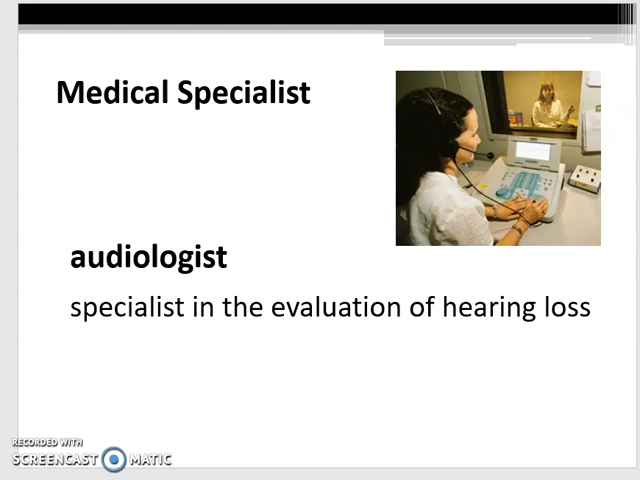 Medical Specialist
audiologist
specialist in the evaluation of hearing loss
RECORDED WITH
SCREENCAST MATIC